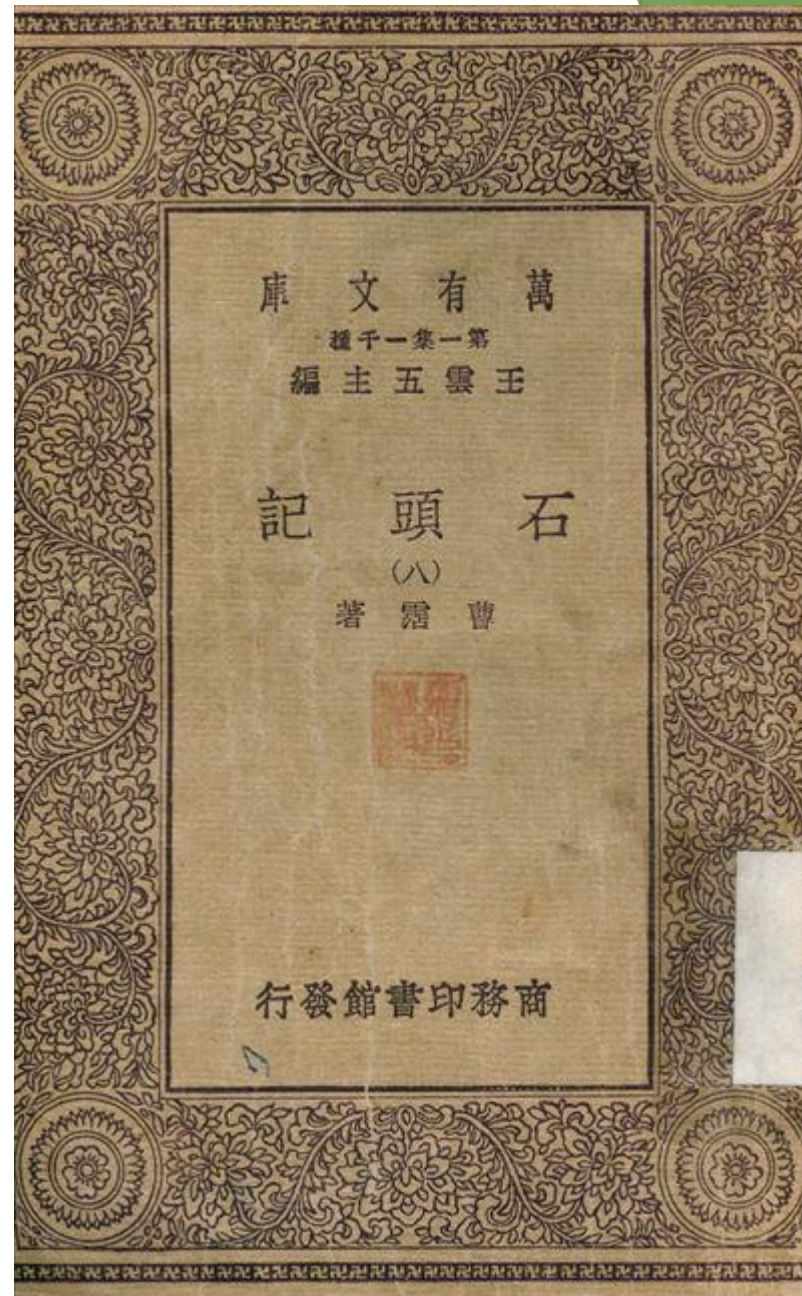 萬有文庫
第一集一千種
王雲五主編
石頭記
（八）
曹霑著
商務印書館發行